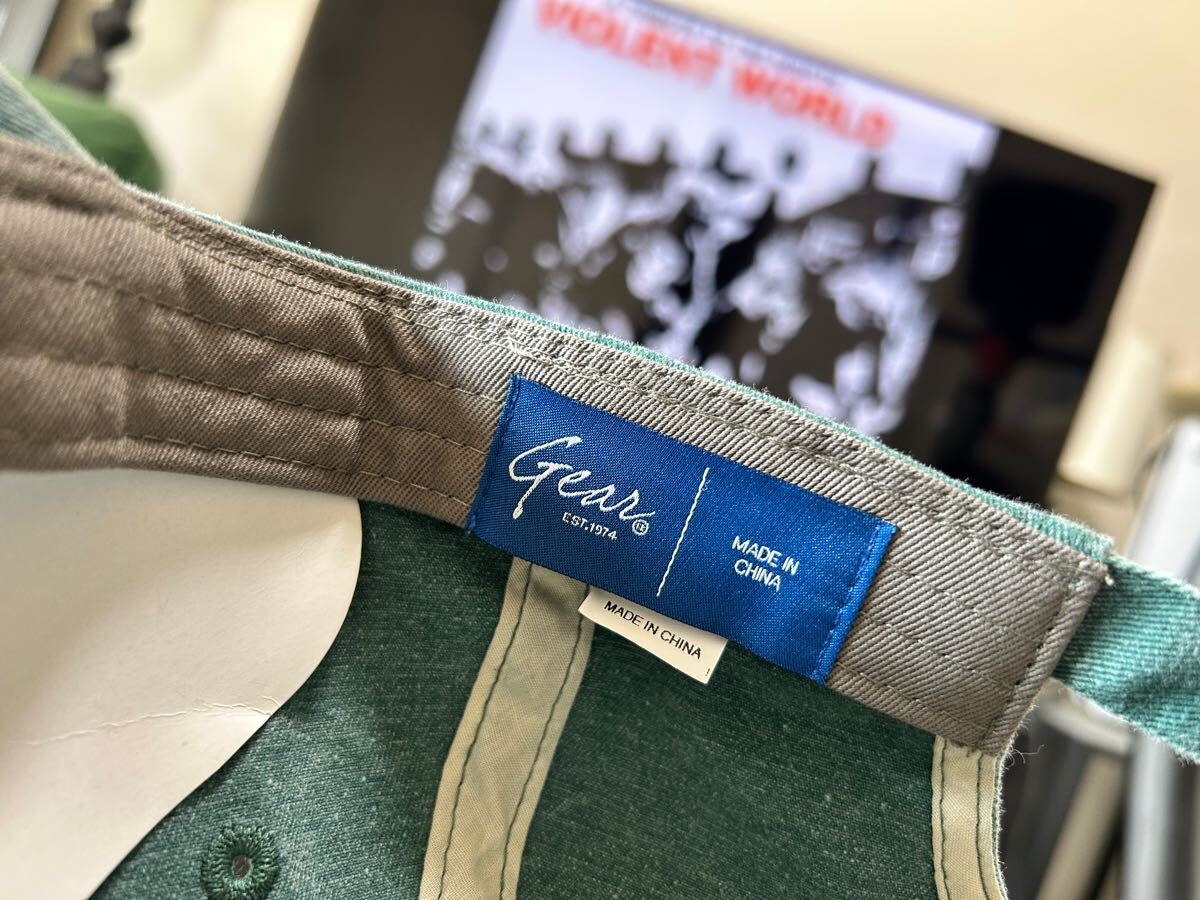 VIOLENT WORLD
Gear®
EST.1974
MADE IN
CHINA
MADE IN CHINA